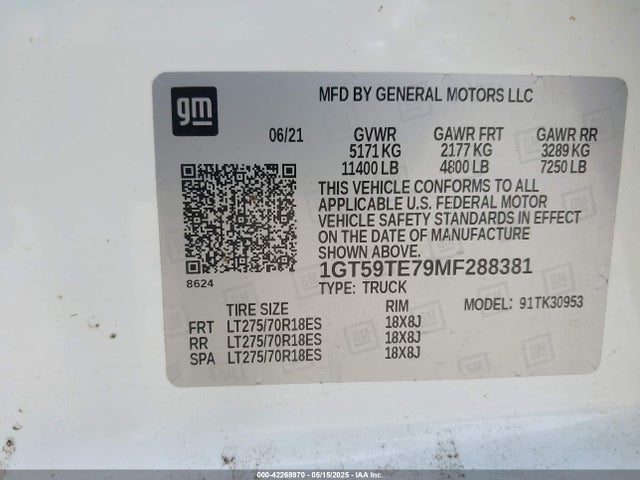 gm
MFD BY GENERAL MOTORS LLC
06/21 GVWR GAWR FRT GAWR RR
5171 KG 2177 KG 3289 KG
11400 LB 4800 LB 7250 LB
THIS VEHICLE CONFORMS TO ALL
APPLICABLE U.S. FEDERAL MOTOR
VEHICLE SAFETY STANDARDS IN EFFECT
ON THE DATE OF MANUFACTURE
SHOWN ABOVE.
8624
1GT59TE79MF288381
TYPE: TRUCK
TIRE SIZE RIM MODEL: 91TK30953
FRT LT275/70R18ES 18X8J
RR LT275/70R18ES 18X8J
SPA LT275/70R18ES 18X8J
000-42268970 - 05/15/2025 - IAA, Inc. - Copyright